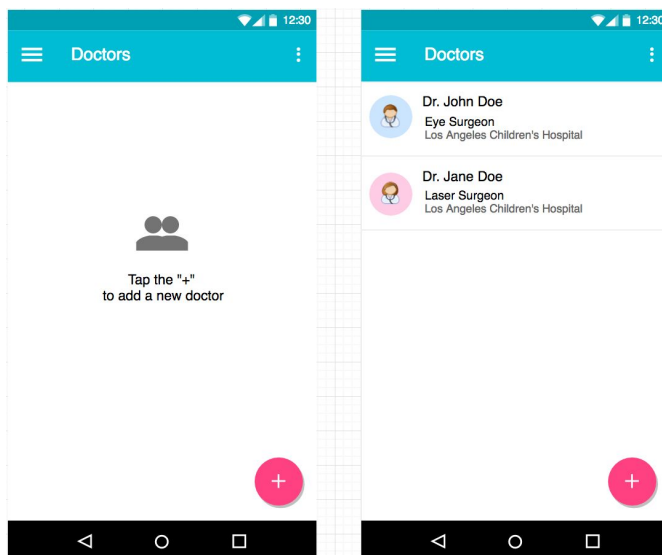 12:30
Doctors
Tap the "+"
to add a new doctor
12:30
Doctors
Dr. John Doe
Eye Surgeon
Los Angeles Children's Hospital
Dr. Jane Doe
Laser Surgeon
Los Angeles Children's Hospital